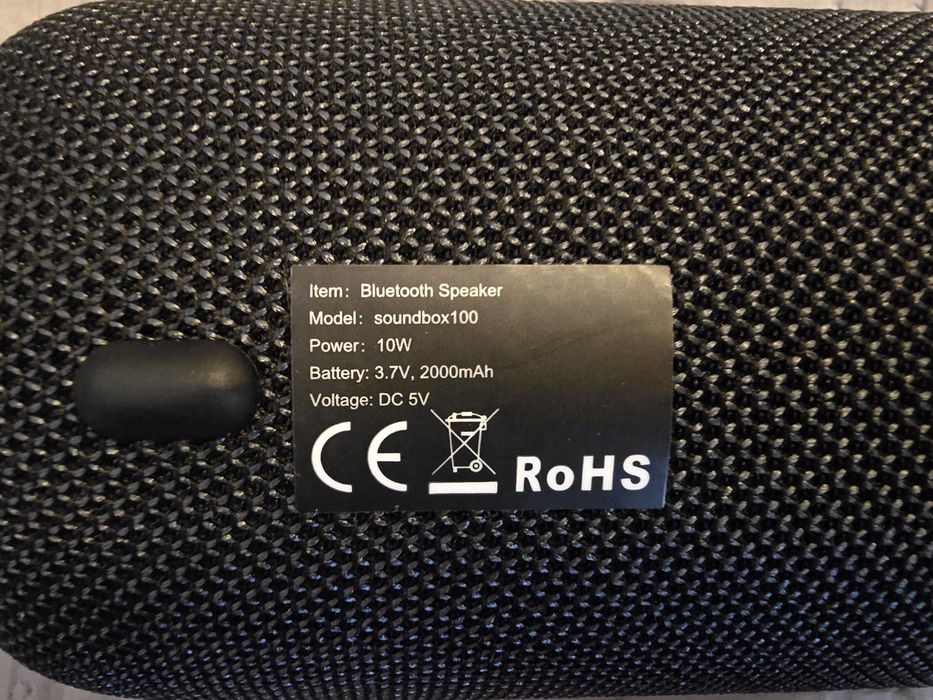 Item: Bluetooth Speaker
Model: soundbox100
Power: 10W
Battery: 3.7V, 2000mAh
Voltage: DC 5V
CE RoHS